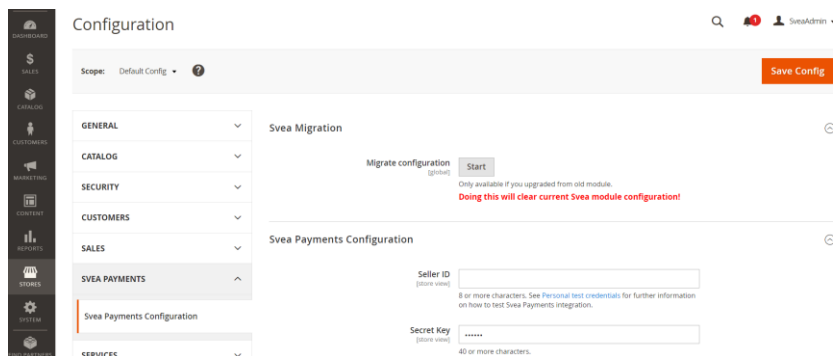 DASHBOARD
SALES
CATALOG
CUSTOMERS
MARKETING
CONTENT
REPORTS
STORES
SYSTEM
PARTNERS
Configuration
1
SveaAdmin
Scope: Default Config
?
Save Config
GENERAL
CATALOG
SECURITY
CUSTOMERS
SALES
SVEA PAYMENTS
Svea Payments Configuration
SERVICES
Svea Migration
Migrate configuration
[global]
Start
Only available if you upgraded from old module.
Doing this will clear current Svea module configuration!
Svea Payments Configuration
Seller ID
[store view]
8 or more characters. See Personal test credentials for further information
on how to test Svea Payments integration.
Secret Key
[store view]
••••••
40 or more characters.